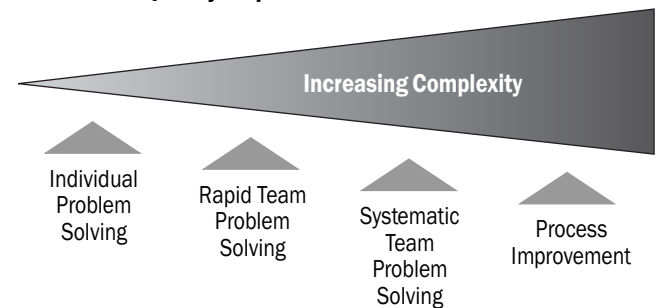 Increasing Complexity
Individual
Problem
Solving
Rapid Team
Problem
Solving
Systematic
Team
Problem
Solving
Process
Improvement